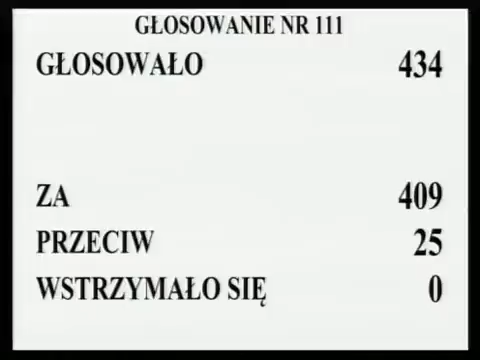 GŁOSOWANIE NR 111
GŁOSOWAŁO 434
ZA 409
PRZECIW 25
WSTRZYMAŁO SIĘ 0